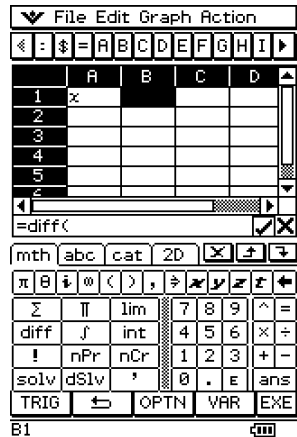 File Edit Graph Action
: $ = A B C D E F G H I
A B C D
1 x
2
3
4
5
=diff(
mth abc cat 2D
π θ i ∞ ( ) , ⇒ x y z t ←
Σ Π lim 7 8 9 ^ =
diff ∫ int 4 5 6 × ÷
! nPr nCr 1 2 3 + -
solv dSlv ' 0 . E ans
TRIG OPTN VAR EXE
B1